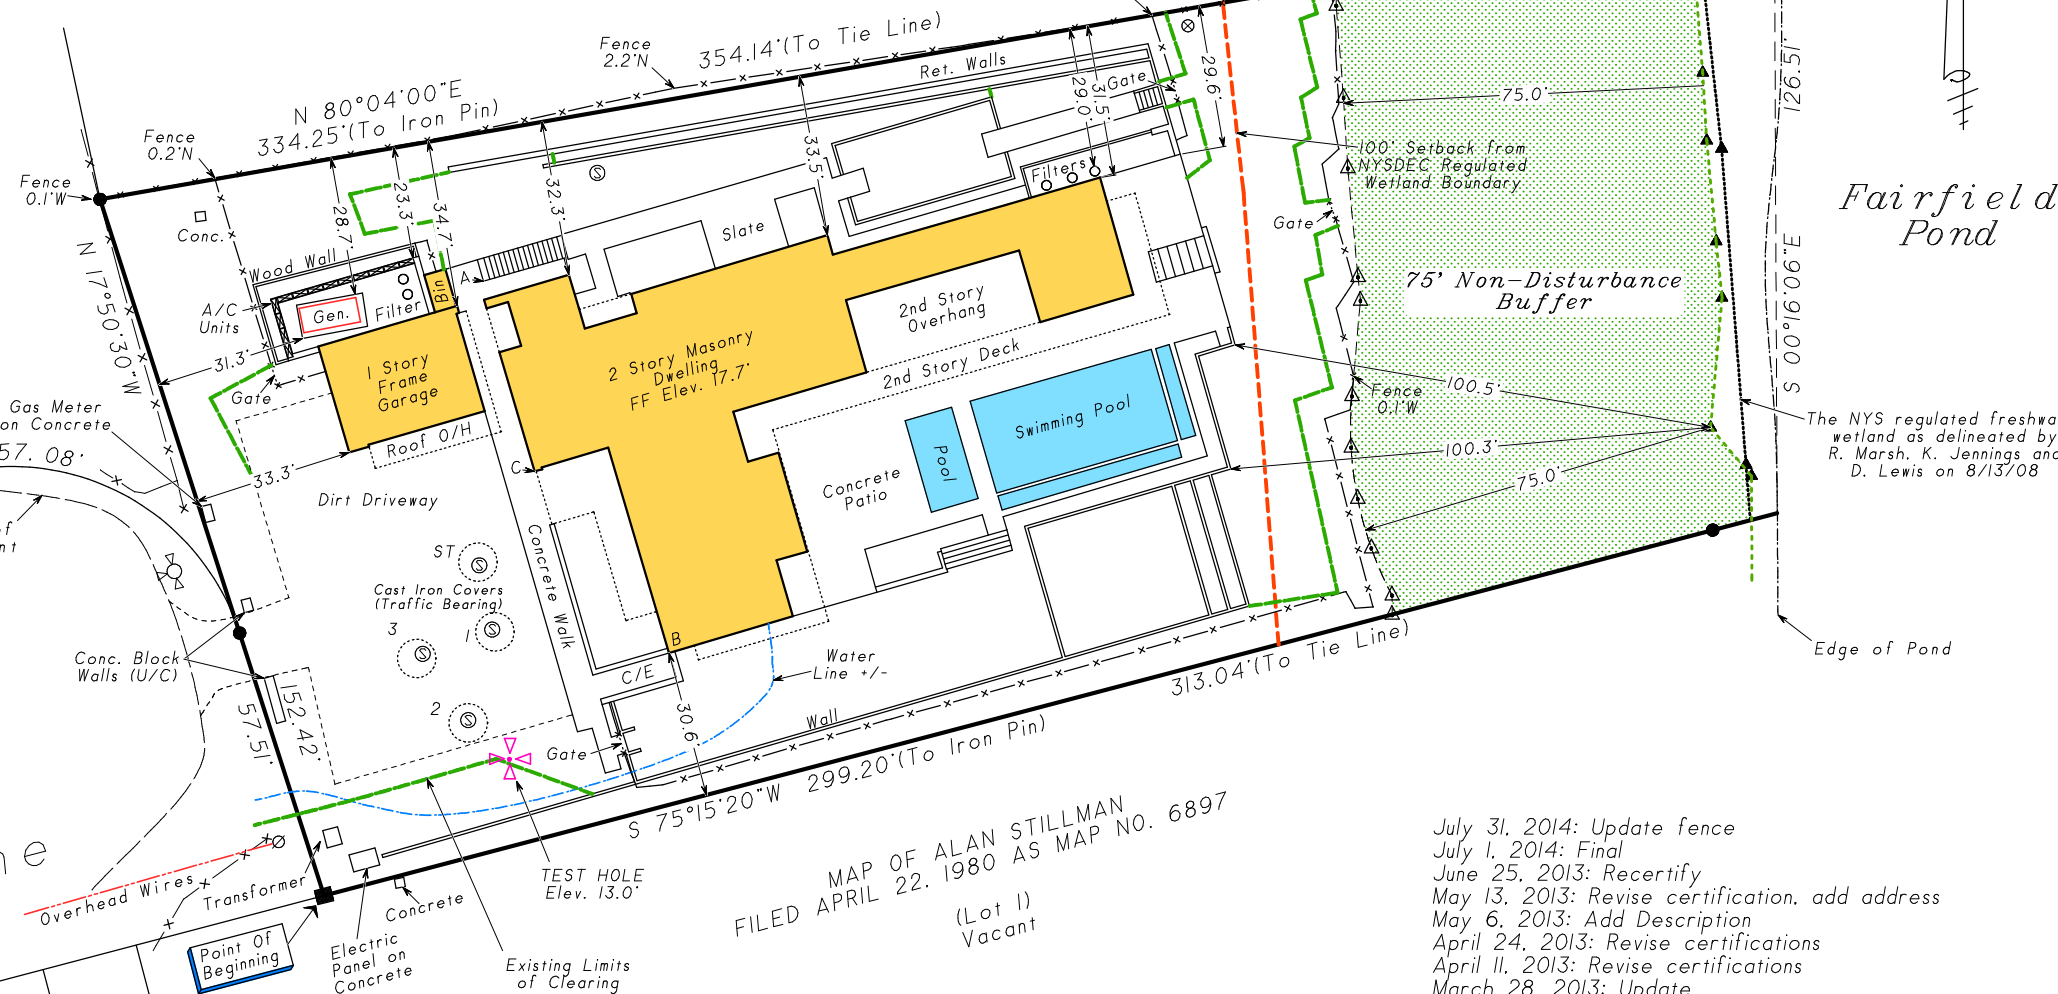 Fence
2.2'N
354.14'(To Tie Line)
N 80°04'00"E
334.25'(To Iron Pin)
Ret. Walls
Gate
29.0'
31.5'
29.6'
75.0'
126.51'
Fence
0.2'N
Fence
0.1'W
Conc.
Wood Wall
28.7'
23.3'
34.7'
32.3'
33.5'
Filters
100' Setback from
NYSDEC Regulated
Wetland Boundary
Gate
Fairfield
Pond
S 00°16'06"E
75' Non-Disturbance
Buffer
N 17°50'30"W
A/C
Units
Gen.
Filter
Bin
A
Slate
2nd Story
Overhang
31.3'
Gate
1 Story
Frame
Garage
2 Story Masonry
Dwelling
FF Elev. 17.7'
2nd Story Deck
Roof O/H
Swimming Pool
Pool
Concrete
Patio
100.5'
Fence
0.1'W
100.3'
75.0'
The NYS regulated freshwa
wetland as delineated by
R. Marsh, K. Jennings and
D. Lewis on 8/13/08
Gas Meter
on Concrete
57.08'
33.3'
Dirt Driveway
C
ST
Cast Iron Covers
(Traffic Bearing)
3
1
2
Concrete Walk
B
C/E
Water
Line +/-
Conc. Block
Walls (U/C)
152.42'
57.51'
Gate
30.6'
Wall
313.04'(To Tie Line)
Edge of Pond
S 75°15'20"W
299.20'(To Iron Pin)
TEST HOLE
Elev. 13.0'
MAP OF ALAN STILLMAN
FILED APRIL 22, 1980 AS MAP NO. 6897
(Lot 1)
Vacant
Overhead Wires
Transformer
Concrete
Point Of
Beginning
Electric
Panel on
Concrete
Existing Limits
of Clearing
July 31, 2014: Update fence
July 1, 2014: Final
June 25, 2013: Recertify
May 13, 2013: Revise certification, add address
May 6, 2013: Add Description
April 24, 2013: Revise certifications
April 11, 2013: Revise certifications
March 28, 2013: Update